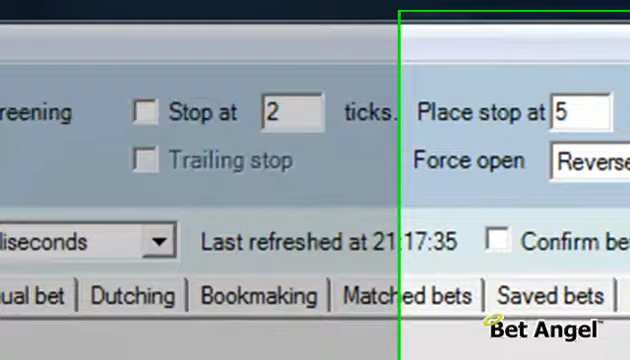 reening Stop at 2 ticks. Place stop at 5
Trailing stop Force open Reverse
liseconds Last refreshed at 21:17:35 Confirm bet
ual bet Dutching Bookmaking Matched bets Saved bets
Bet Angel